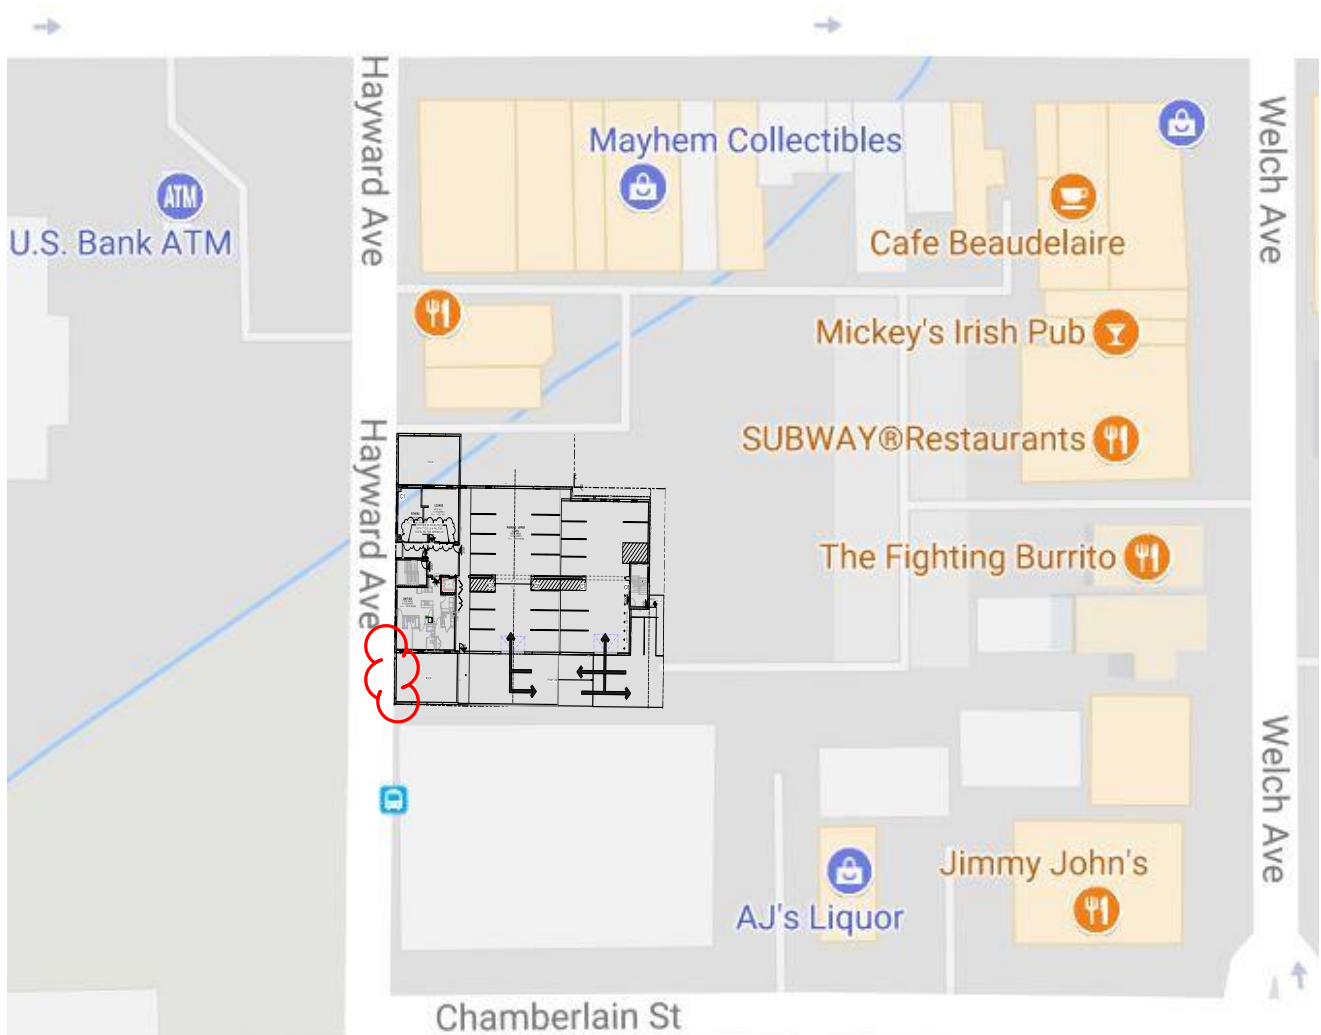 Hayward Ave
Welch Ave
Mayhem Collectibles
ATM
U.S. Bank ATM
Cafe Beaudelaire
Mickey's Irish Pub
Hayward Ave
SUBWAY®Restaurants
The Fighting Burrito
Welch Ave
Jimmy John's
AJ's Liquor
Chamberlain St